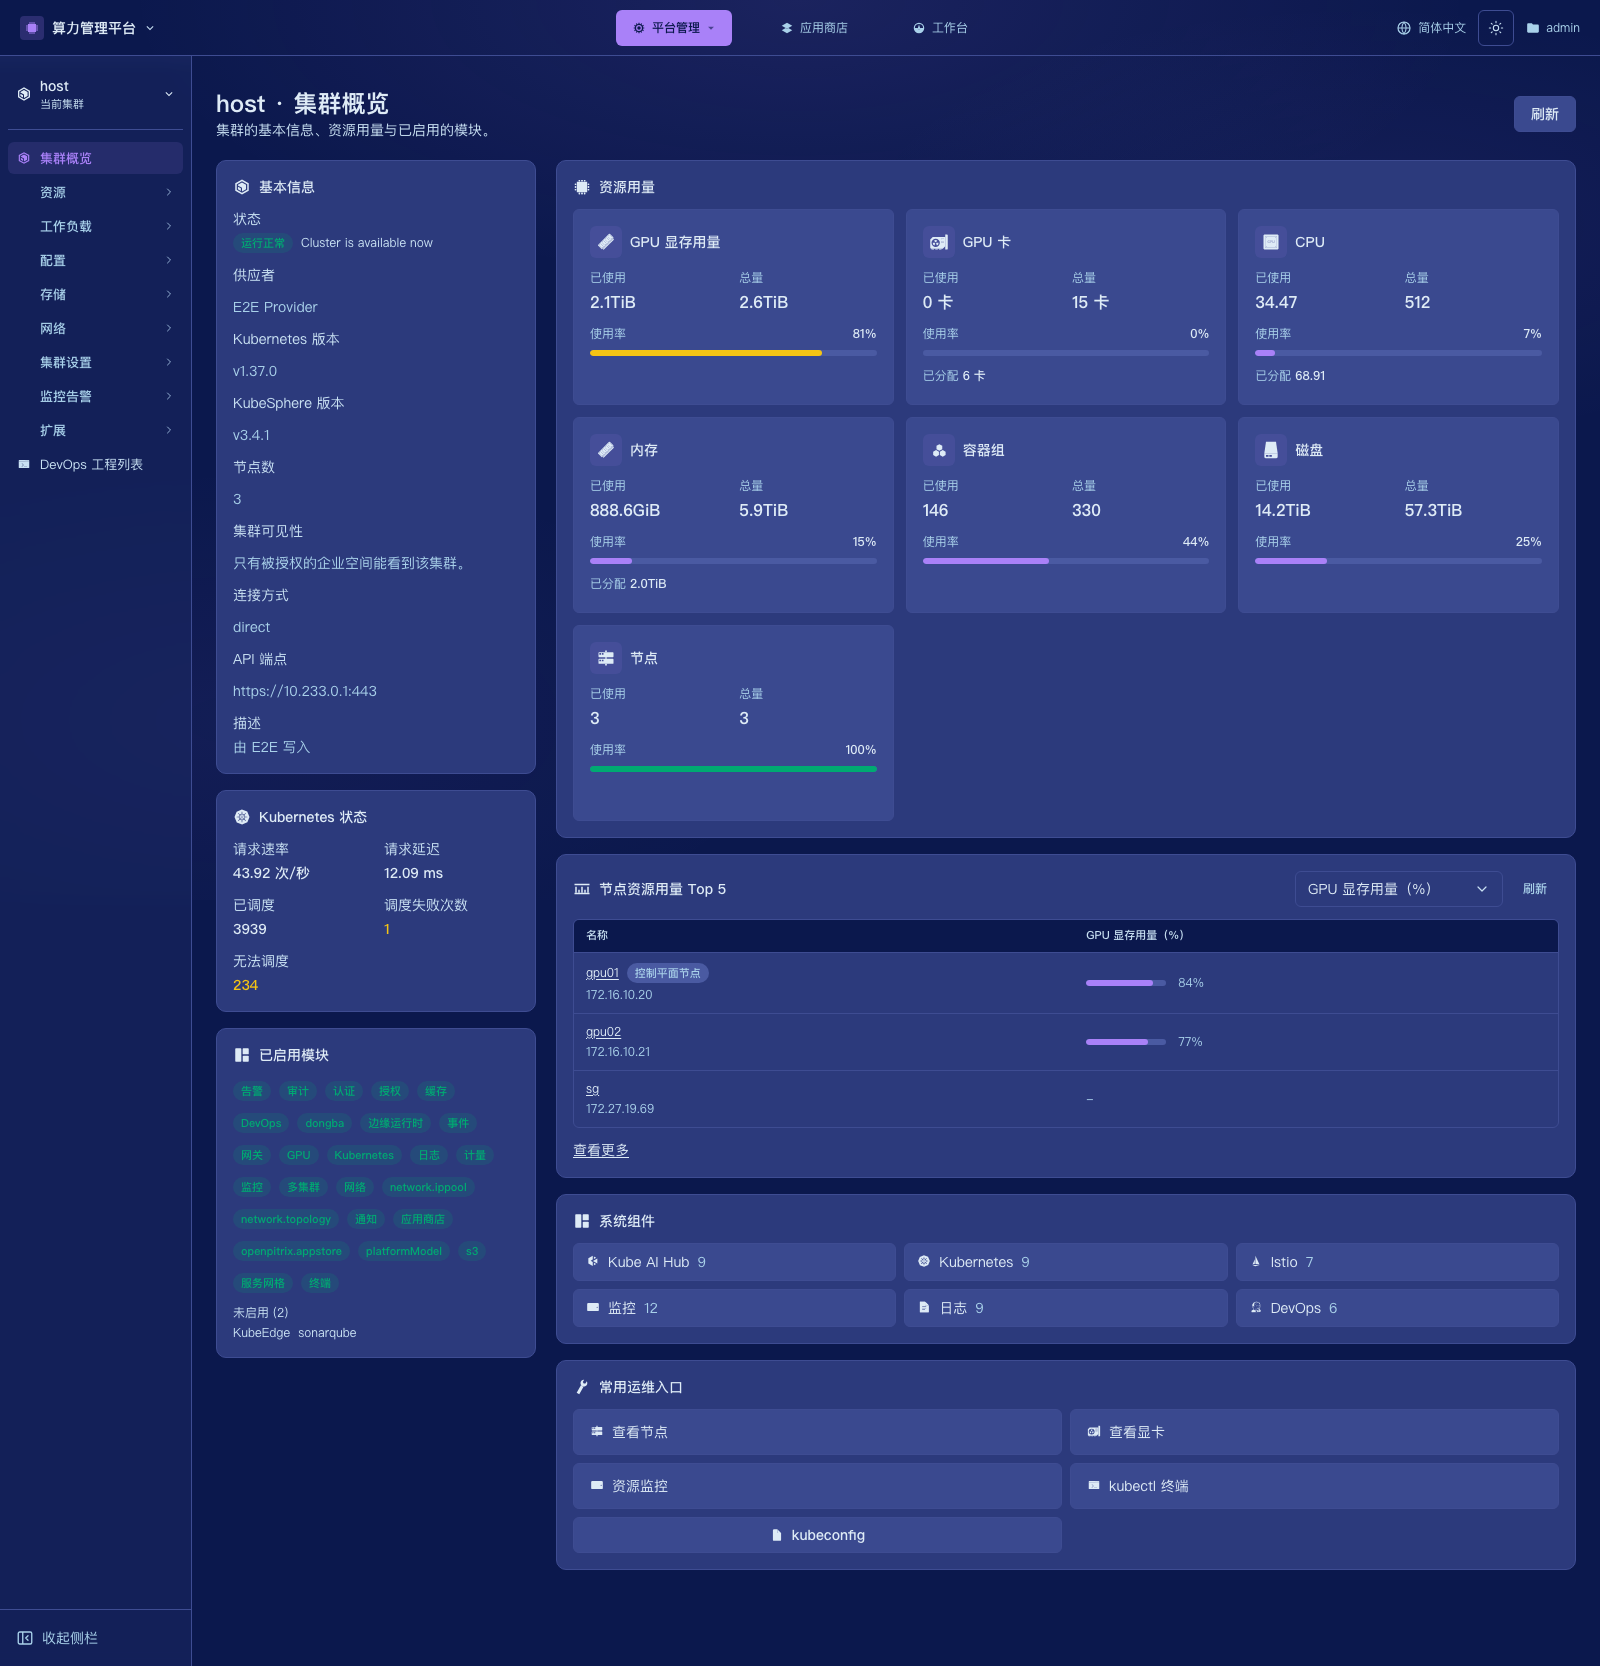 算力管理平台
平台管理
应用商店
工作台
简体中文
admin
host
当前集群
集群概览
资源
工作负载
配置
存储
网络
集群设置
监控告警
扩展
DevOps 工程列表
收起侧栏
host · 集群概览
集群的基本信息、资源用量与已启用的模块。
刷新
基本信息
状态
运行正常 Cluster is available now
供应者
E2E Provider
Kubernetes 版本
v1.37.0
KubeSphere 版本
v3.4.1
节点数
3
集群可见性
只有被授权的企业空间能看到该集群。
连接方式
direct
API 端点
https://10.233.0.1:443
描述
由 E2E 写入
Kubernetes 状态
请求速率 请求延迟
43.92 次/秒 12.09 ms
已调度 调度失败次数
3939 1
无法调度
234
已启用模块
告警 审计 认证 授权 缓存
DevOps dongba 边缘运行时 事件
网关 GPU Kubernetes 日志 计量
监控 多集群 网络 network.ippool
network.topology 通知 应用商店
openpitrix.appstore platformModel s3
服务网格 终端
未启用 (2)
KubeEdge sonarqube
资源用量
GPU 显存用量
已使用 总量
2.1TiB 2.6TiB
使用率 81%
GPU 卡
已使用 总量
0 卡 15 卡
使用率 0%
已分配 6 卡
CPU
已使用 总量
34.47 512
使用率 7%
已分配 68.91
内存
已使用 总量
888.6GiB 5.9TiB
使用率 15%
已分配 2.0TiB
容器组
已使用 总量
146 330
使用率 44%
磁盘
已使用 总量
14.2TiB 57.3TiB
使用率 25%
节点
已使用 总量
3 3
使用率 100%
节点资源用量 Top 5
GPU 显存用量（%）
刷新
名称 GPU 显存用量（%）
gpu01 控制平面节点
172.16.10.20
84%
gpu02
172.16.10.21
77%
sg
172.27.19.69
–
查看更多
系统组件
Kube AI Hub 9
Kubernetes 9
Istio 7
监控 12
日志 9
DevOps 6
常用运维入口
查看节点
查看显卡
资源监控
kubectl 终端
kubeconfig